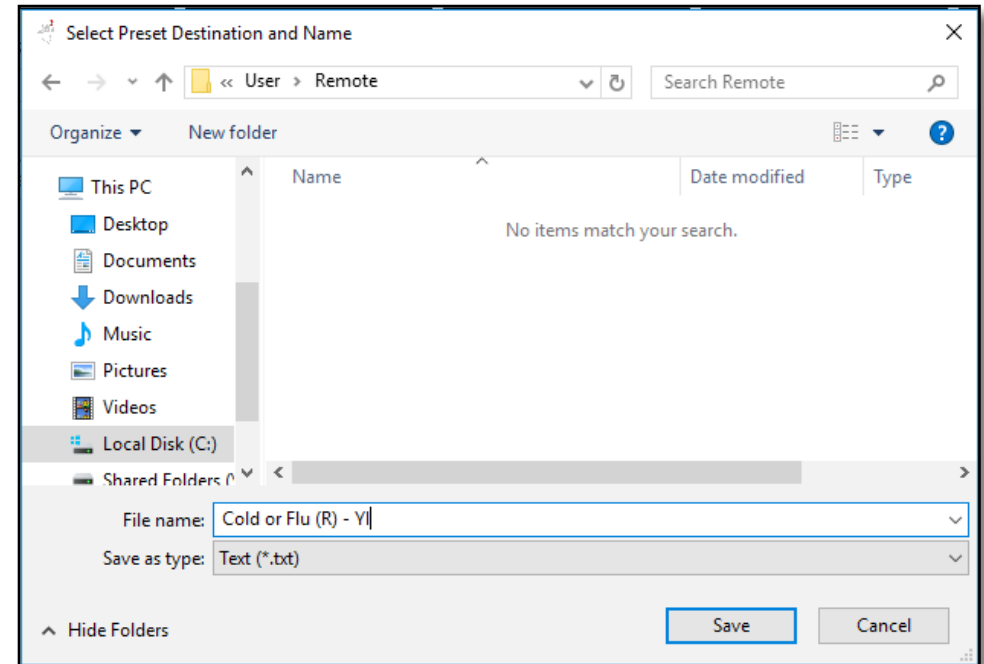 Select Preset Destination and Name
« User > Remote
Search Remote
Organize
New folder
Name
Date modified
Type
No items match your search.
This PC
Desktop
Documents
Downloads
Music
Pictures
Videos
Local Disk (C:)
Shared Folders (
File name: Cold or Flu (R) - YI
Save as type: Text (*.txt)
Hide Folders
Save
Cancel